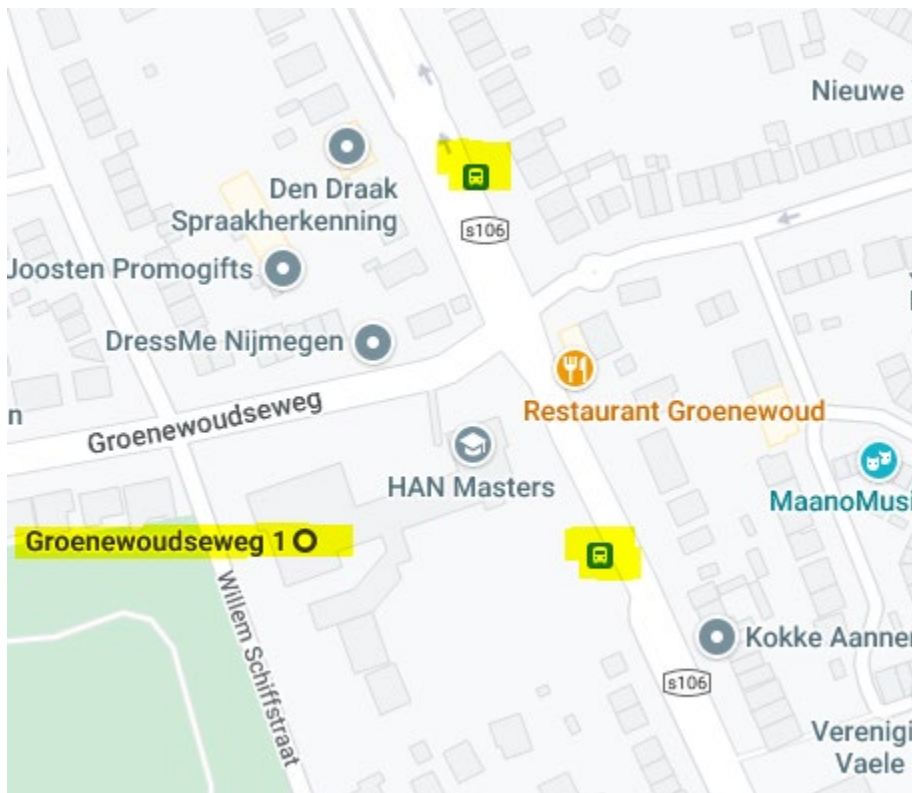 Nieuwe
Den Draak
Spraakherkenning
s106
Joosten Promogifts
DressMe Nijmegen
Groenewoudseweg
Restaurant Groenewoud
n
HAN Masters
MaanoMusi
Groenewoudseweg 1
Willem Schiffstraat
Kokke Aanner
s106
Verenigi
Vaele